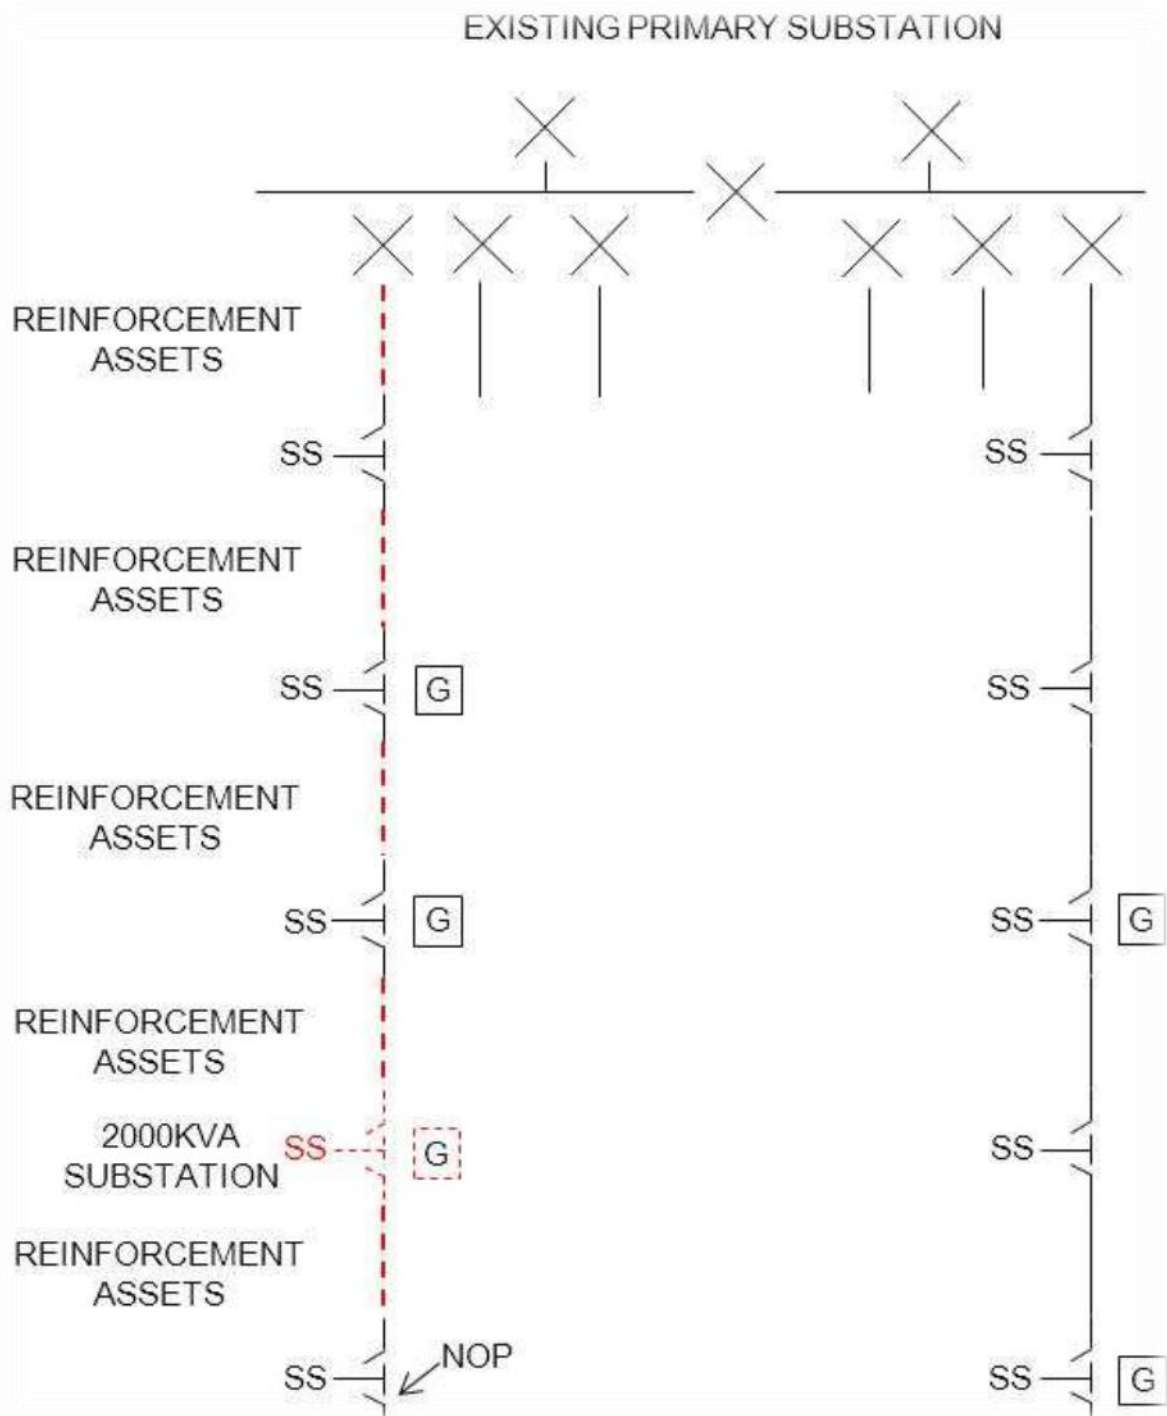 EXISTING PRIMARY SUBSTATION
REINFORCEMENT
ASSETS
SS
SS
REINFORCEMENT
ASSETS
SS
G
SS
REINFORCEMENT
ASSETS
SS
G
SS
G
REINFORCEMENT
ASSETS
2000KVA
SUBSTATION
SS
G
SS
REINFORCEMENT
ASSETS
SS
NOP
SS
G